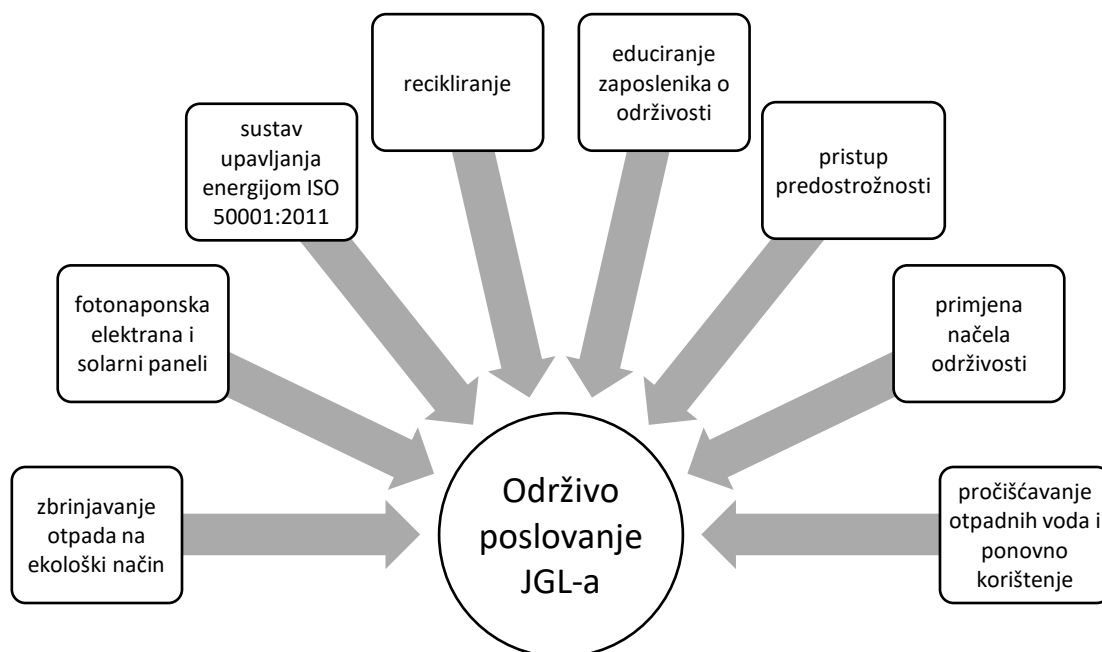 recikliranje
educiranje
zaposlenika o
održivosti
sustav
upavljanja
energijom ISO
50001:2011
pristup
predostrožnosti
fotonaponska
elektrana i
solarni paneli
primjena
načela
održivosti
zbrinjavanje
otpada na
ekološki način
Održivo
poslovanje
JGL-a
pročišćavanje
otpadnih voda i
ponovno
korištenje